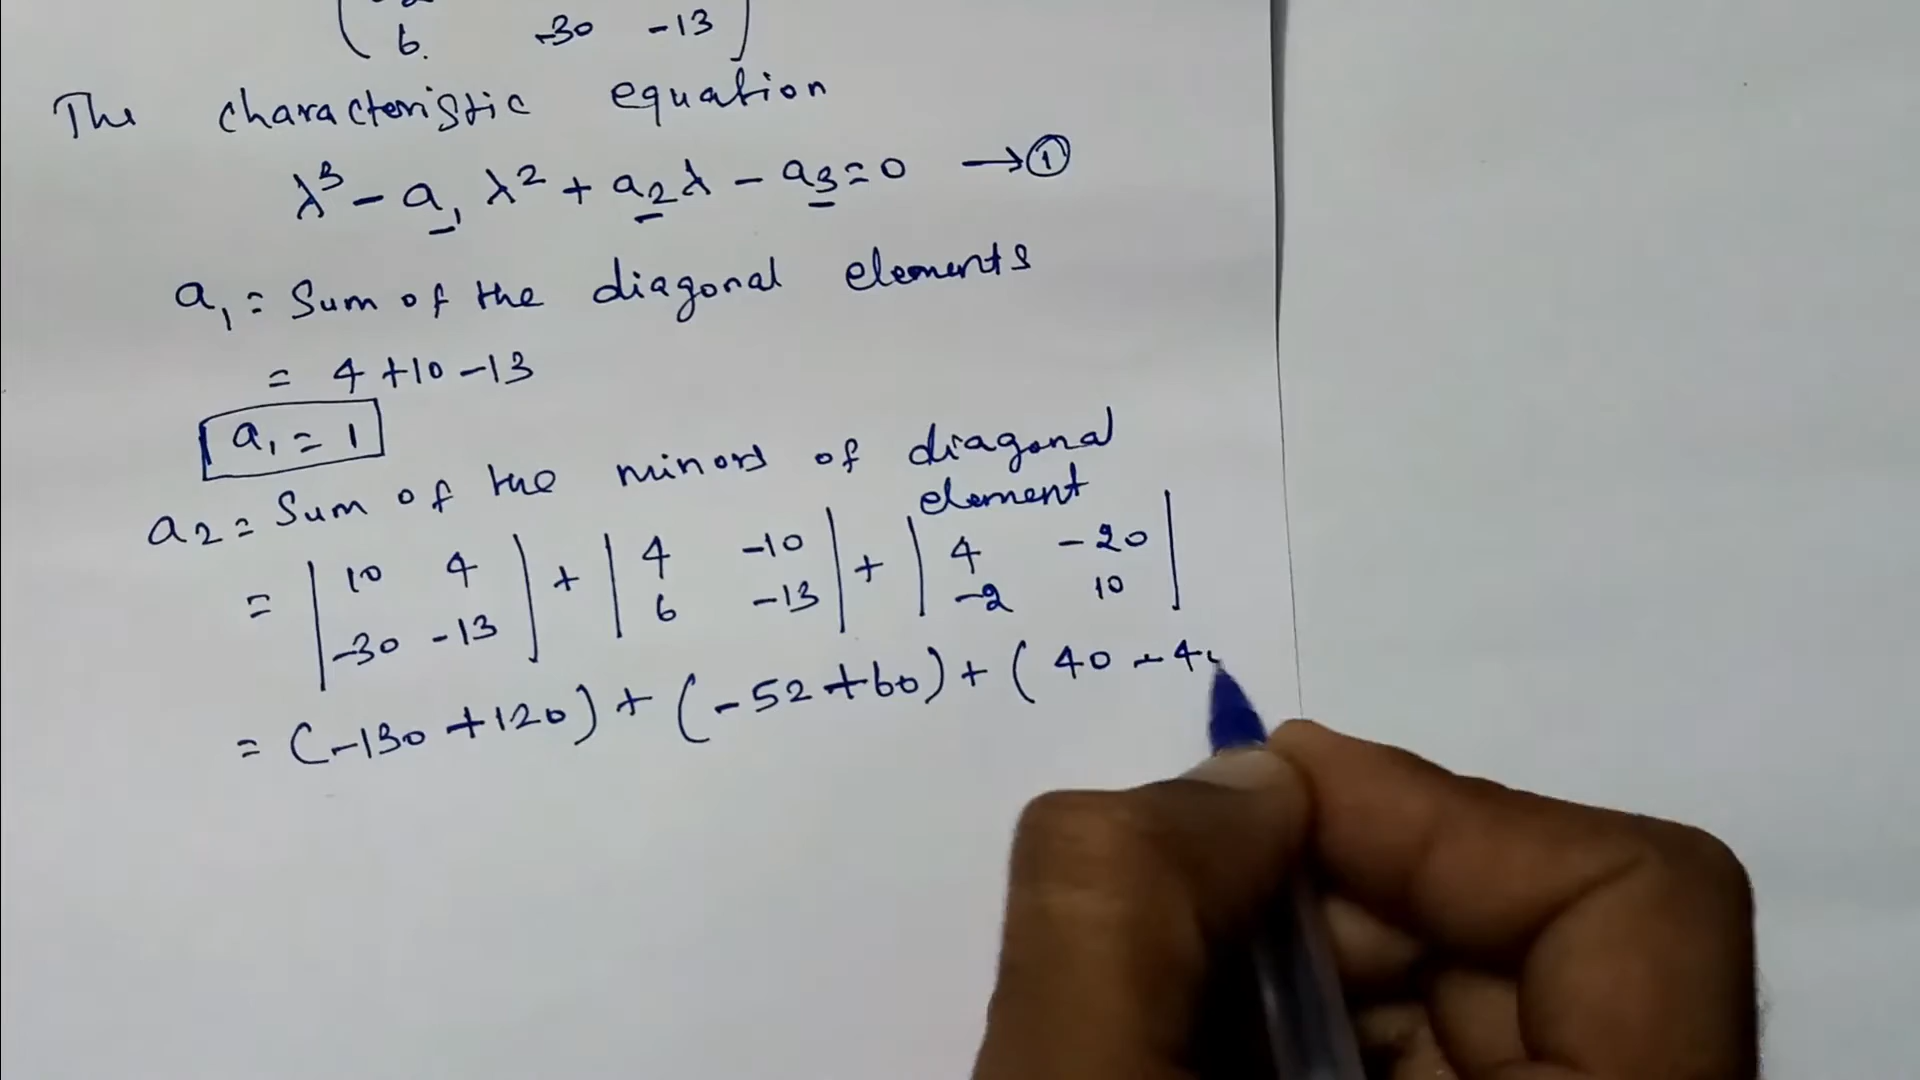 6. -30 -13
The characteristic equation
λ³ - a₁ λ² + a₂ λ - a₃ = 0 → ①
a₁ = Sum of the diagonal elements
= 4 + 10 - 13
a₁ = 1
a₂ = Sum of the minors of diagonal
element
= | 10 4 | + | 4 -10 | + | 4 -20 |
| -30 -13 | | 6 -13 | | -2 10 |
= (-130 + 120) + (-52 + 60) + ( 40 - 4